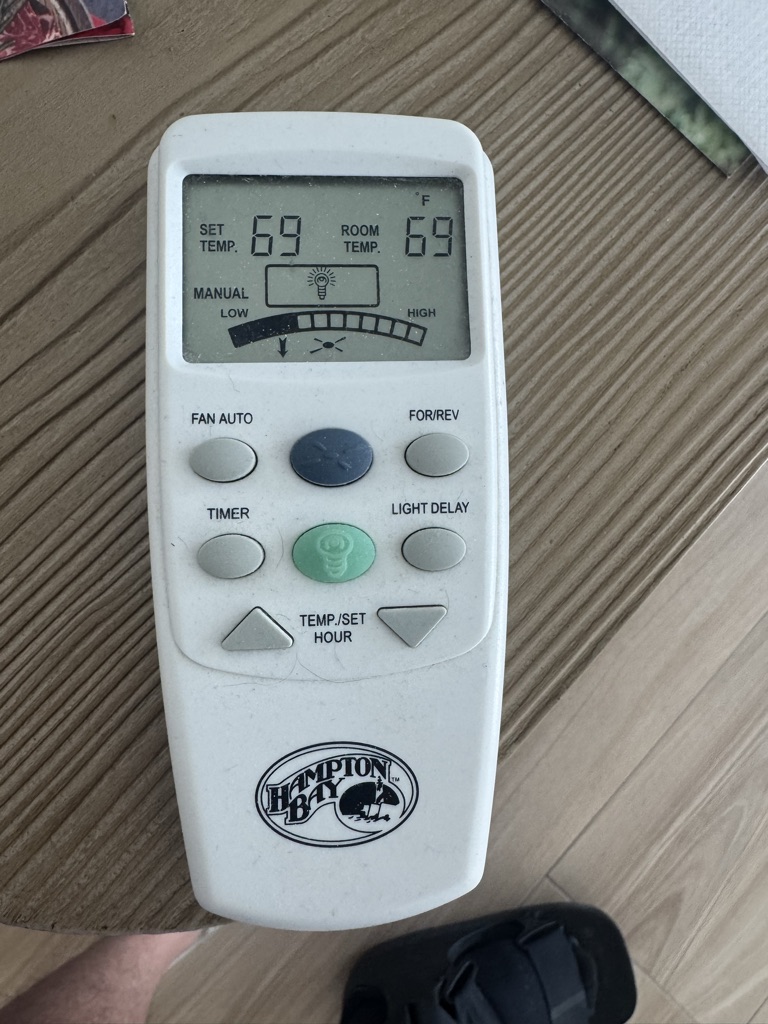 °F
SET TEMP. 69 ROOM TEMP. 69
MANUAL
LOW HIGH
FAN AUTO FOR/REV
TIMER LIGHT DELAY
TEMP./SET
HOUR
HAMPTON
BAY™